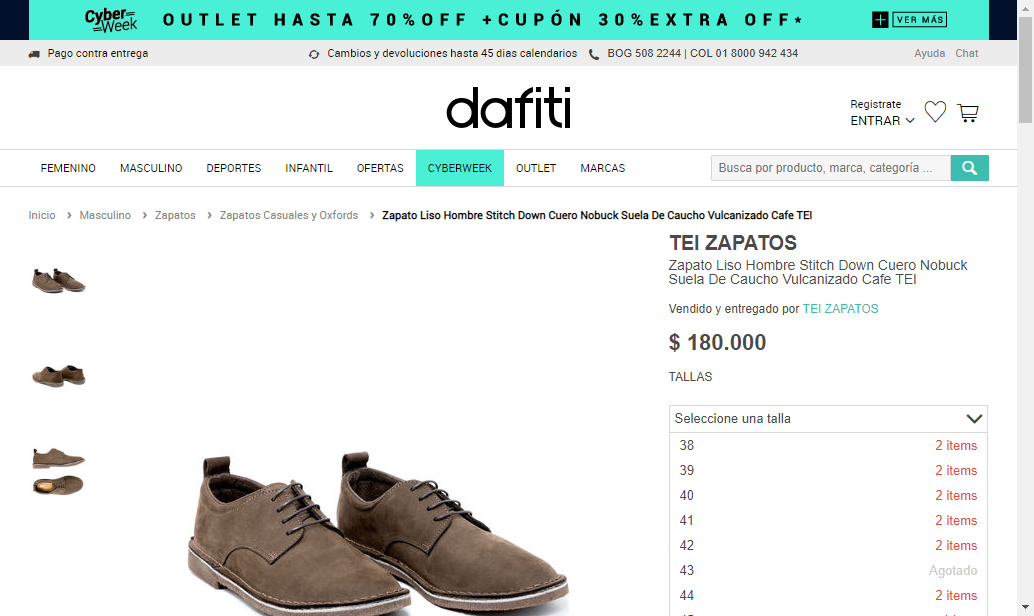 Cyber
Week
OUTLET HASTA 70%OFF +CUPÓN 30%EXTRA OFF*
VER MÁS
Pago contra entrega
Cambios y devoluciones hasta 45 dias calendarios
BOG 508 2244 | COL 01 8000 942 434
Ayuda
Chat
dafiti
Registrate
ENTRAR
FEMENINO
MASCULINO
DEPORTES
INFANTIL
OFERTAS
CYBERWEEK
OUTLET
MARCAS
Busca por producto, marca, categoría ...
Inicio > Masculino > Zapatos > Zapatos Casuales y Oxfords > Zapato Liso Hombre Stitch Down Cuero Nobuck Suela De Caucho Vulcanizado Cafe TEI
TEI ZAPATOS
Zapato Liso Hombre Stitch Down Cuero Nobuck
Suela De Caucho Vulcanizado Cafe TEI
Vendido y entregado por TEI ZAPATOS
$ 180.000
TALLAS
Seleccione una talla
38 2 items
39 2 items
40 2 items
41 2 items
42 2 items
43 Agotado
44 2 items